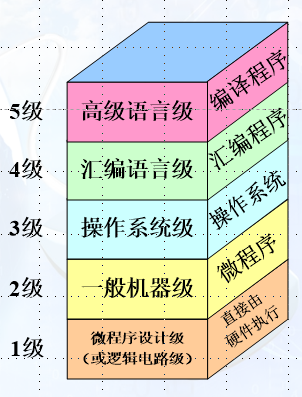 5级
高级语言级
编译程序
4级
汇编语言级
汇编程序
3级
操作系统级
操作系统
2级
一般机器级
微程序
1级
微程序设计级
（或逻辑电路级）
直接由
硬件执行